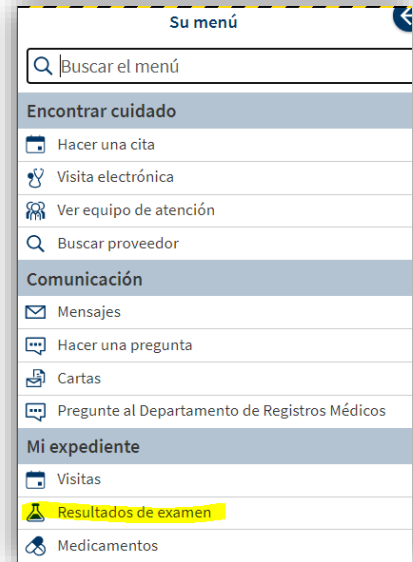 Su menú
Buscar el menú
Encontrar cuidado
Hacer una cita
Visita electrónica
Ver equipo de atención
Buscar proveedor
Comunicación
Mensajes
Hacer una pregunta
Cartas
Pregunte al Departamento de Registros Médicos
Mi expediente
Visitas
Resultados de examen
Medicamentos